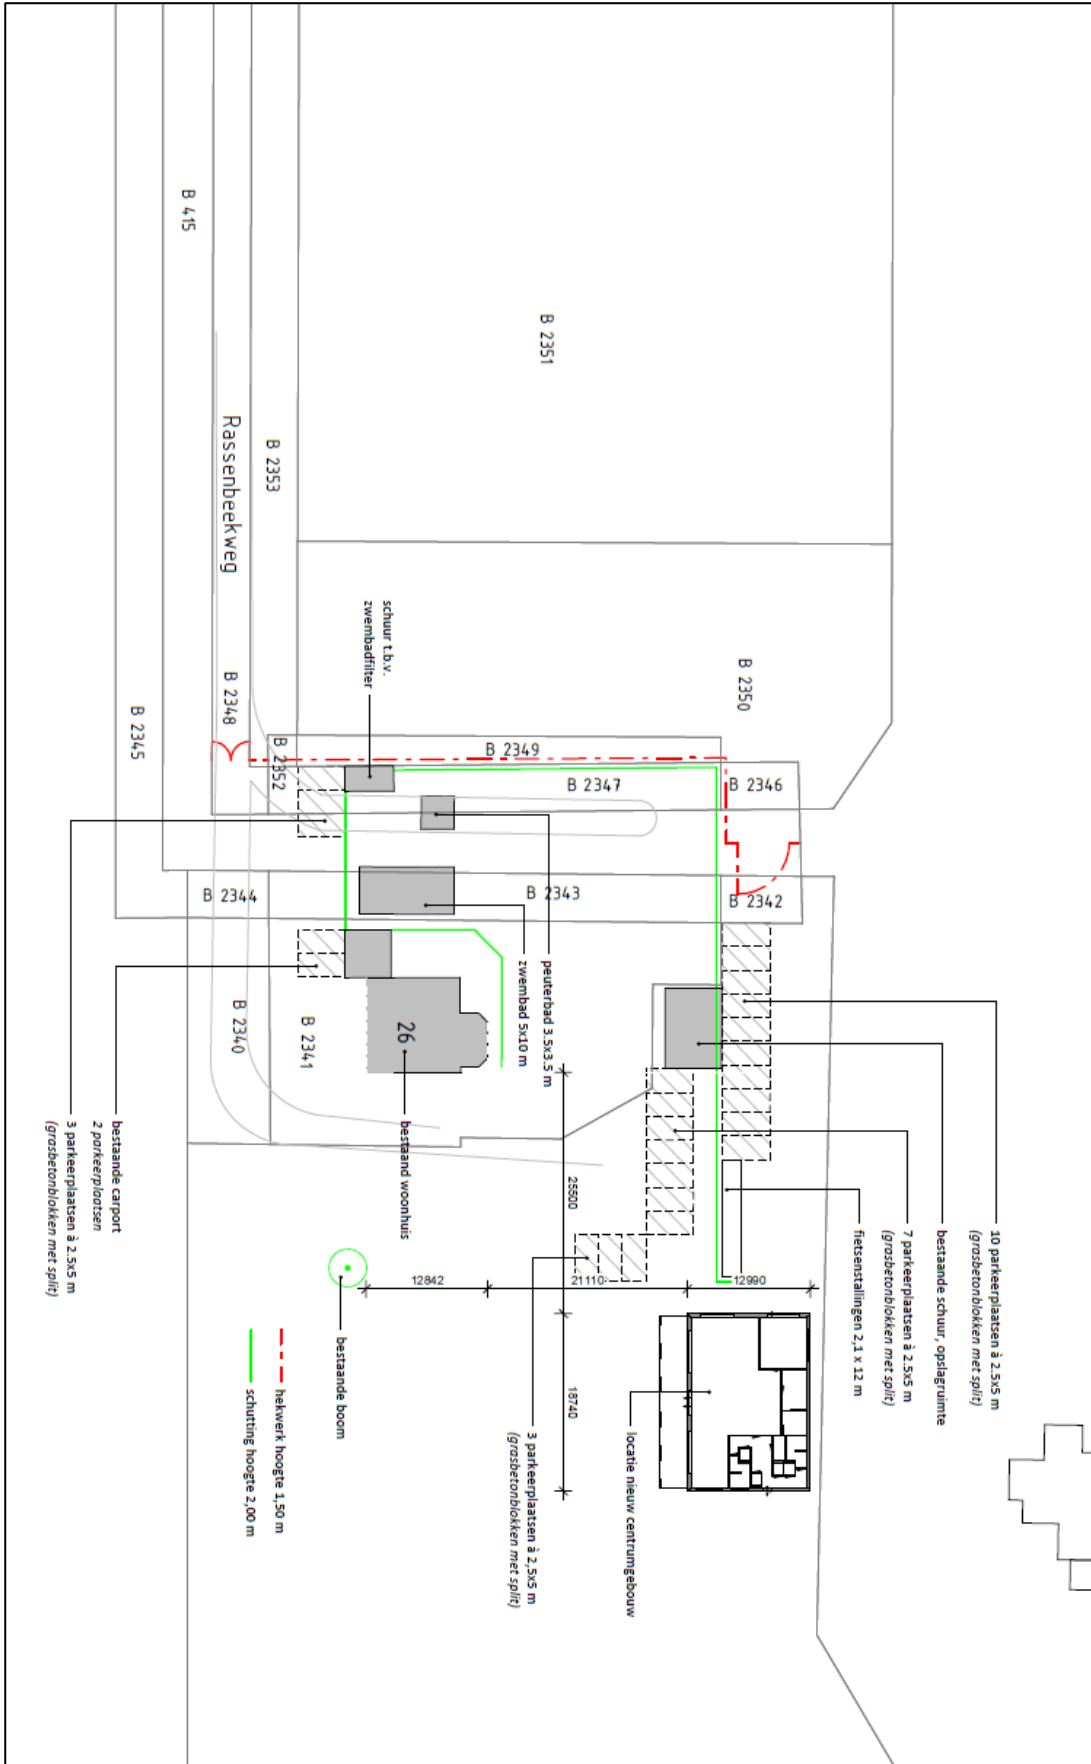 B 415
B 2351
B 2353
Rassenbeekweg
B 2348
B 2345
B 2350
schuur t.b.v.
zwembadfilter
B 2352
B 2349
B 2347
B 2346
B 2344
B 2343
B 2342
B 2340
B 2341
26
peuterbad 3.5x3.5 m
zwembad 5x10 m
10 parkeerplaatsen à 2.5x5 m
(grasbetonblokken met split)
bestaande schuur, opslagruimte
7 parkeerplaatsen à 2.5x5 m
(grasbetonblokken met split)
fietsenstallingen 2,1 x 12 m
bestaand woonhuis
bestaande carport
2 parkeerplaatsen
3 parkeerplaatsen à 2.5x5 m
(grasbetonblokken met split)
25500
12842
21110
12990
18740
bestaande boom
locatie nieuw centrumgebouw
3 parkeerplaatsen à 2,5x5 m
(grasbetonblokken met split)
hekwerk hoogte 1,50 m
schutting hoogte 2,00 m